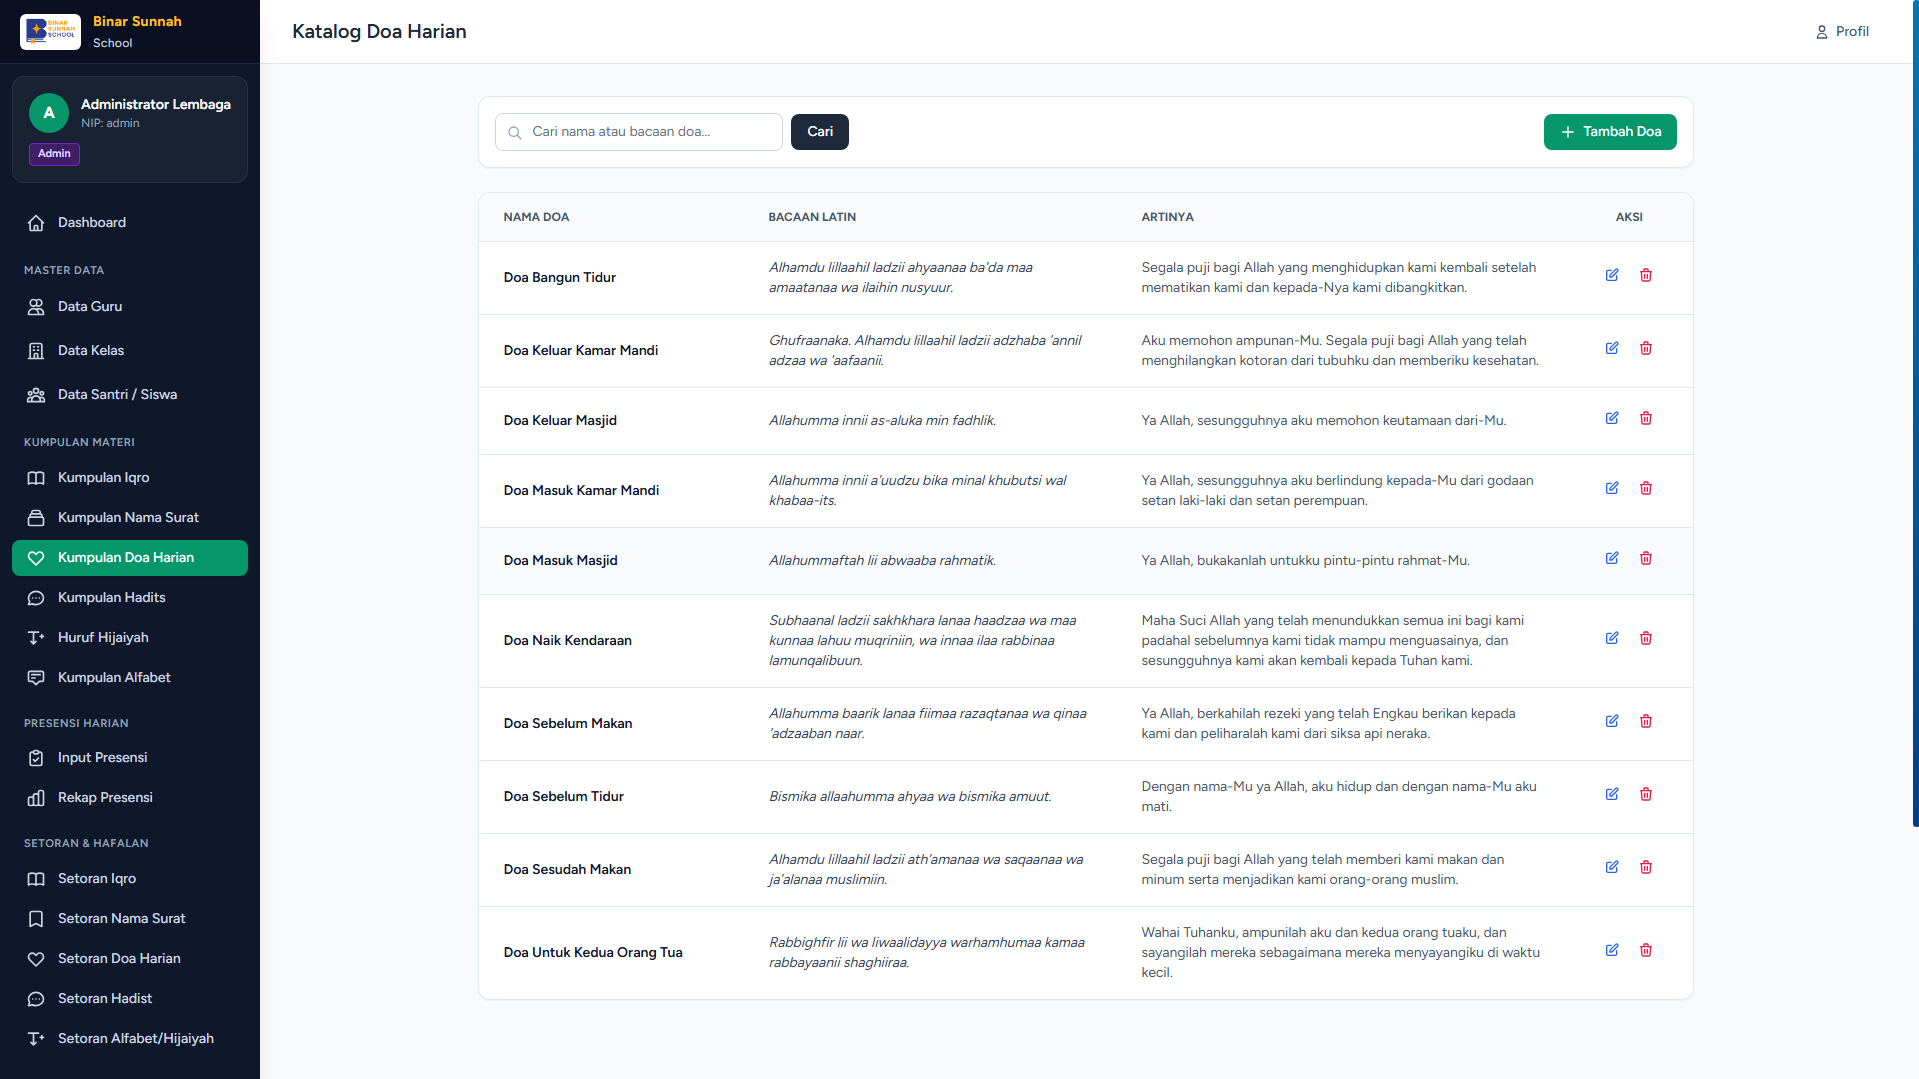 BINAR
SUNNAH
SCHOOL
Binar Sunnah
School
A
Administrator Lembaga
NIP: admin
Admin
Dashboard
MASTER DATA
Data Guru
Data Kelas
Data Santri / Siswa
KUMPULAN MATERI
Kumpulan Iqro
Kumpulan Nama Surat
Kumpulan Doa Harian
Kumpulan Hadits
Huruf Hijaiyah
Kumpulan Alfabet
PRESENSI HARIAN
Input Presensi
Rekap Presensi
SETORAN & HAFALAN
Setoran Iqro
Setoran Nama Surat
Setoran Doa Harian
Setoran Hadist
Setoran Alfabet/Hijaiyah
Katalog Doa Harian
Profil
Cari nama atau bacaan doa...
Cari
Tambah Doa
NAMA DOA
BACAAN LATIN
ARTINYA
AKSI
Doa Bangun Tidur
Alhamdu lillaahil ladzii ahyaanaa ba'da maa
amaatanaa wa ilaihin nusyuur.
Segala puji bagi Allah yang menghidupkan kami kembali setelah
mematikan kami dan kepada-Nya kami dibangkitkan.
Doa Keluar Kamar Mandi
Ghufraanaka. Alhamdu lillaahil ladzii adzhaba 'annil
adzaa wa 'aafaanii.
Aku memohon ampunan-Mu. Segala puji bagi Allah yang telah
menghilangkan kotoran dari tubuhku dan memberiku kesehatan.
Doa Keluar Masjid
Allahumma innii as-aluka min fadhlik.
Ya Allah, sesungguhnya aku memohon keutamaan dari-Mu.
Doa Masuk Kamar Mandi
Allahumma innii a'uudzu bika minal khubutsi wal
khabaa-its.
Ya Allah, sesungguhnya aku berlindung kepada-Mu dari godaan
setan laki-laki dan setan perempuan.
Doa Masuk Masjid
Allahummaftah lii abwaaba rahmatik.
Ya Allah, bukakanlah untukku pintu-pintu rahmat-Mu.
Doa Naik Kendaraan
Subhaanal ladzii sakhkhara lanaa haadzaa wa maa
kunnaa lahuu muqriniin, wa innaa ilaa rabbinaa
lamunqalibuun.
Maha Suci Allah yang telah menundukkan semua ini bagi kami
padahal sebelumnya kami tidak mampu menguasainya, dan
sesungguhnya kami akan kembali kepada Tuhan kami.
Doa Sebelum Makan
Allahumma baarik lanaa fiimaa razaqtanaa wa qinaa
'adzaaban naar.
Ya Allah, berkahilah rezeki yang telah Engkau berikan kepada
kami dan peliharalah kami dari siksa api neraka.
Doa Sebelum Tidur
Bismika allaahumma ahyaa wa bismika amuut.
Dengan nama-Mu ya Allah, aku hidup dan dengan nama-Mu aku
mati.
Doa Sesudah Makan
Alhamdu lillaahil ladzii ath'amanaa wa saqaanaa wa
ja'alanaa muslimiin.
Segala puji bagi Allah yang telah memberi kami makan dan
minum serta menjadikan kami orang-orang muslim.
Doa Untuk Kedua Orang Tua
Rabbighfir lii wa liwaalidayya warhamhumaa kamaa
rabbayaanii shaghiiraa.
Wahai Tuhanku, ampunilah aku dan kedua orang tuaku, dan
sayangilah mereka sebagaimana mereka menyayangiku di waktu
kecil.